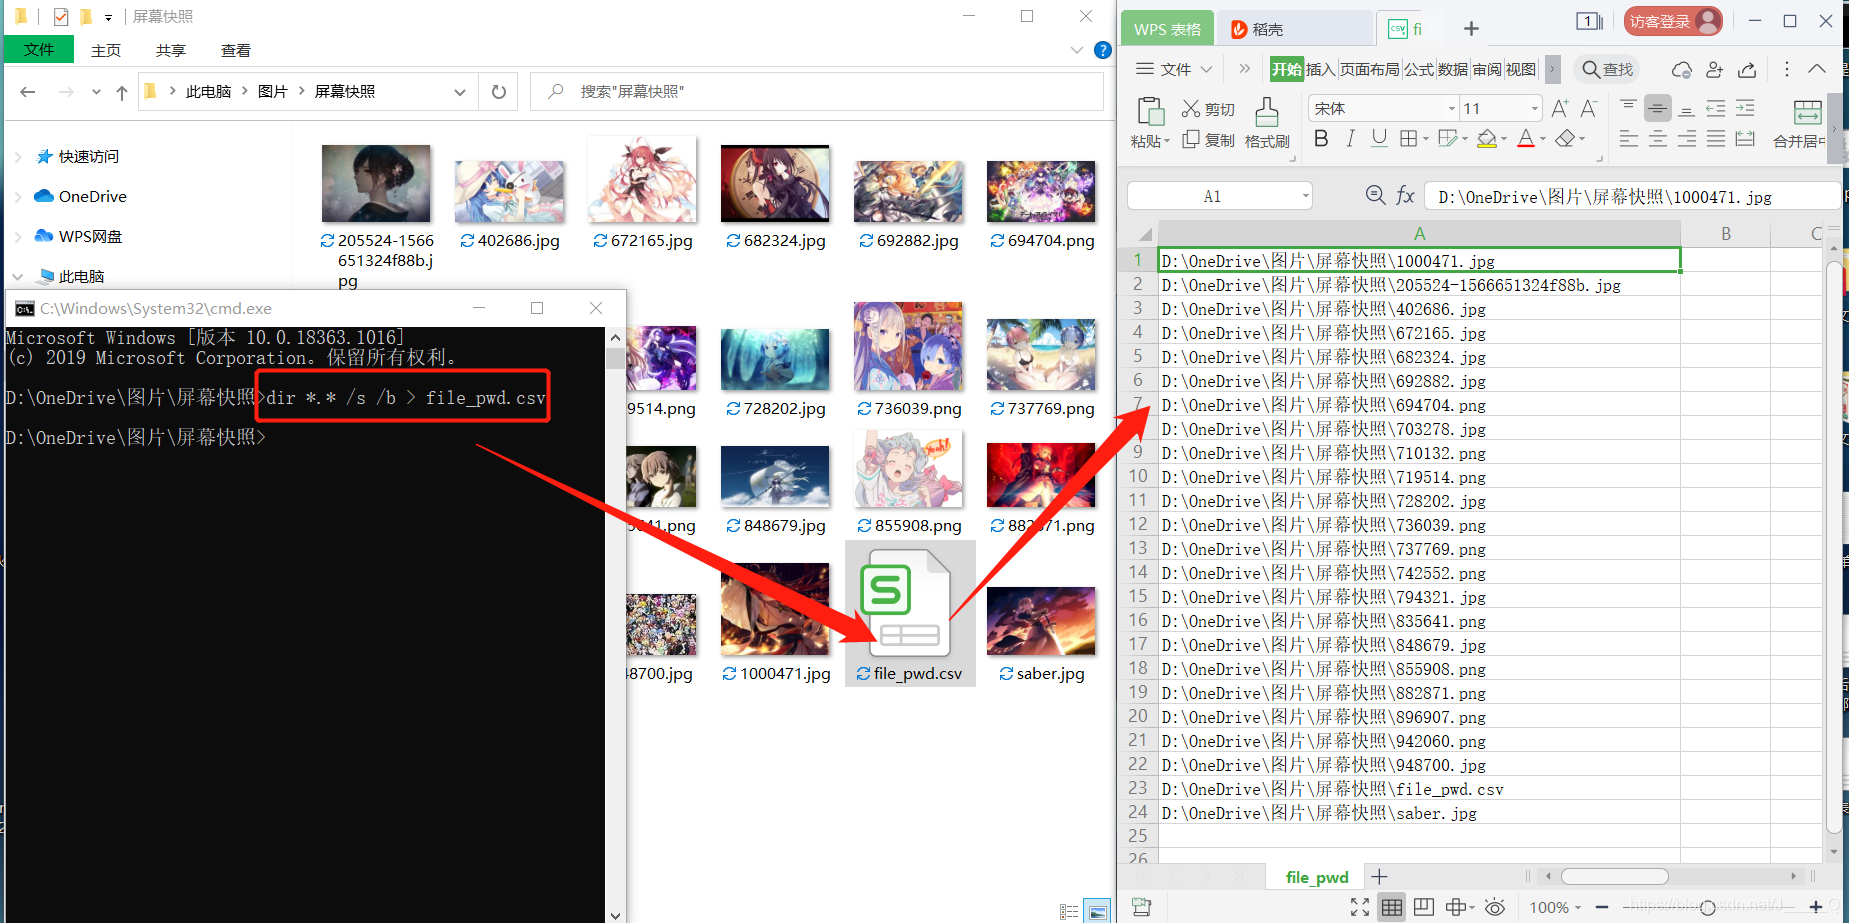 屏幕快照
文件 主页 共享 查看
此电脑 图片 屏幕快照
搜索"屏幕快照"
快速访问
OneDrive
WPS网盘
此电脑
205524-1566651324f88b.jpg
402686.jpg
672165.jpg
682324.jpg
692882.jpg
694704.png
9514.png
728202.jpg
736039.png
737769.png
5641.png
848679.jpg
855908.png
882871.png
48700.jpg
1000471.jpg
file_pwd.csv
saber.jpg
C:\Windows\System32\cmd.exe
Microsoft Windows [版本 10.0.18363.1016]
(c) 2019 Microsoft Corporation。保留所有权利。
D:\OneDrive\图片\屏幕快照>dir *.* /s /b > file_pwd.csv
D:\OneDrive\图片\屏幕快照>
WPS 表格 稻壳 fi 1 访客登录
文件 开始 插入 页面布局 公式 数据 审阅 视图 查找
粘贴 剪切 复制 格式刷 宋体 11 合并居中
A1 fx D:\OneDrive\图片\屏幕快照\1000471.jpg
A B C
1 D:\OneDrive\图片\屏幕快照\1000471.jpg
2 D:\OneDrive\图片\屏幕快照\205524-1566651324f88b.jpg
3 D:\OneDrive\图片\屏幕快照\402686.jpg
4 D:\OneDrive\图片\屏幕快照\672165.jpg
5 D:\OneDrive\图片\屏幕快照\682324.jpg
6 D:\OneDrive\图片\屏幕快照\692882.jpg
7 D:\OneDrive\图片\屏幕快照\694704.png
D:\OneDrive\图片\屏幕快照\703278.jpg
9 D:\OneDrive\图片\屏幕快照\710132.png
10 D:\OneDrive\图片\屏幕快照\719514.png
11 D:\OneDrive\图片\屏幕快照\728202.jpg
12 D:\OneDrive\图片\屏幕快照\736039.png
13 D:\OneDrive\图片\屏幕快照\737769.png
14 D:\OneDrive\图片\屏幕快照\742552.png
15 D:\OneDrive\图片\屏幕快照\794321.jpg
16 D:\OneDrive\图片\屏幕快照\835641.png
17 D:\OneDrive\图片\屏幕快照\848679.jpg
18 D:\OneDrive\图片\屏幕快照\855908.png
19 D:\OneDrive\图片\屏幕快照\882871.png
20 D:\OneDrive\图片\屏幕快照\896907.png
21 D:\OneDrive\图片\屏幕快照\942060.png
22 D:\OneDrive\图片\屏幕快照\948700.jpg
23 D:\OneDrive\图片\屏幕快照\file_pwd.csv
24 D:\OneDrive\图片\屏幕快照\saber.jpg
25
26
file_pwd
100%